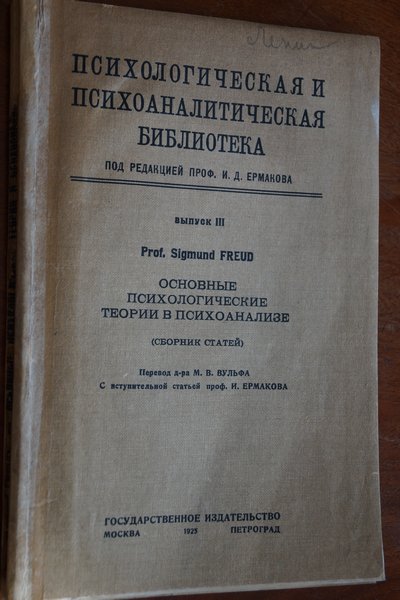 Ленин
ПСИХОЛОГИЧЕСКАЯ И
ПСИХОАНАЛИТИЧЕСКАЯ
БИБЛИОТЕКА
ПОД РЕДАКЦИЕЙ ПРОФ. И. Д. ЕРМАКОВА
ВЫПУСК III
Prof. Sigmund FREUD
ОСНОВНЫЕ
ПСИХОЛОГИЧЕСКИЕ
ТЕОРИИ В ПСИХОАНАЛИЗЕ
(СБОРНИК СТАТЕЙ)
Перевод д-ра М. В. ВУЛЬФА
С вступительной статьей проф. И. ЕРМАКОВА
ГОСУДАРСТВЕННОЕ ИЗДАТЕЛЬСТВО
МОСКВА 1923 ПЕТРОГРАД